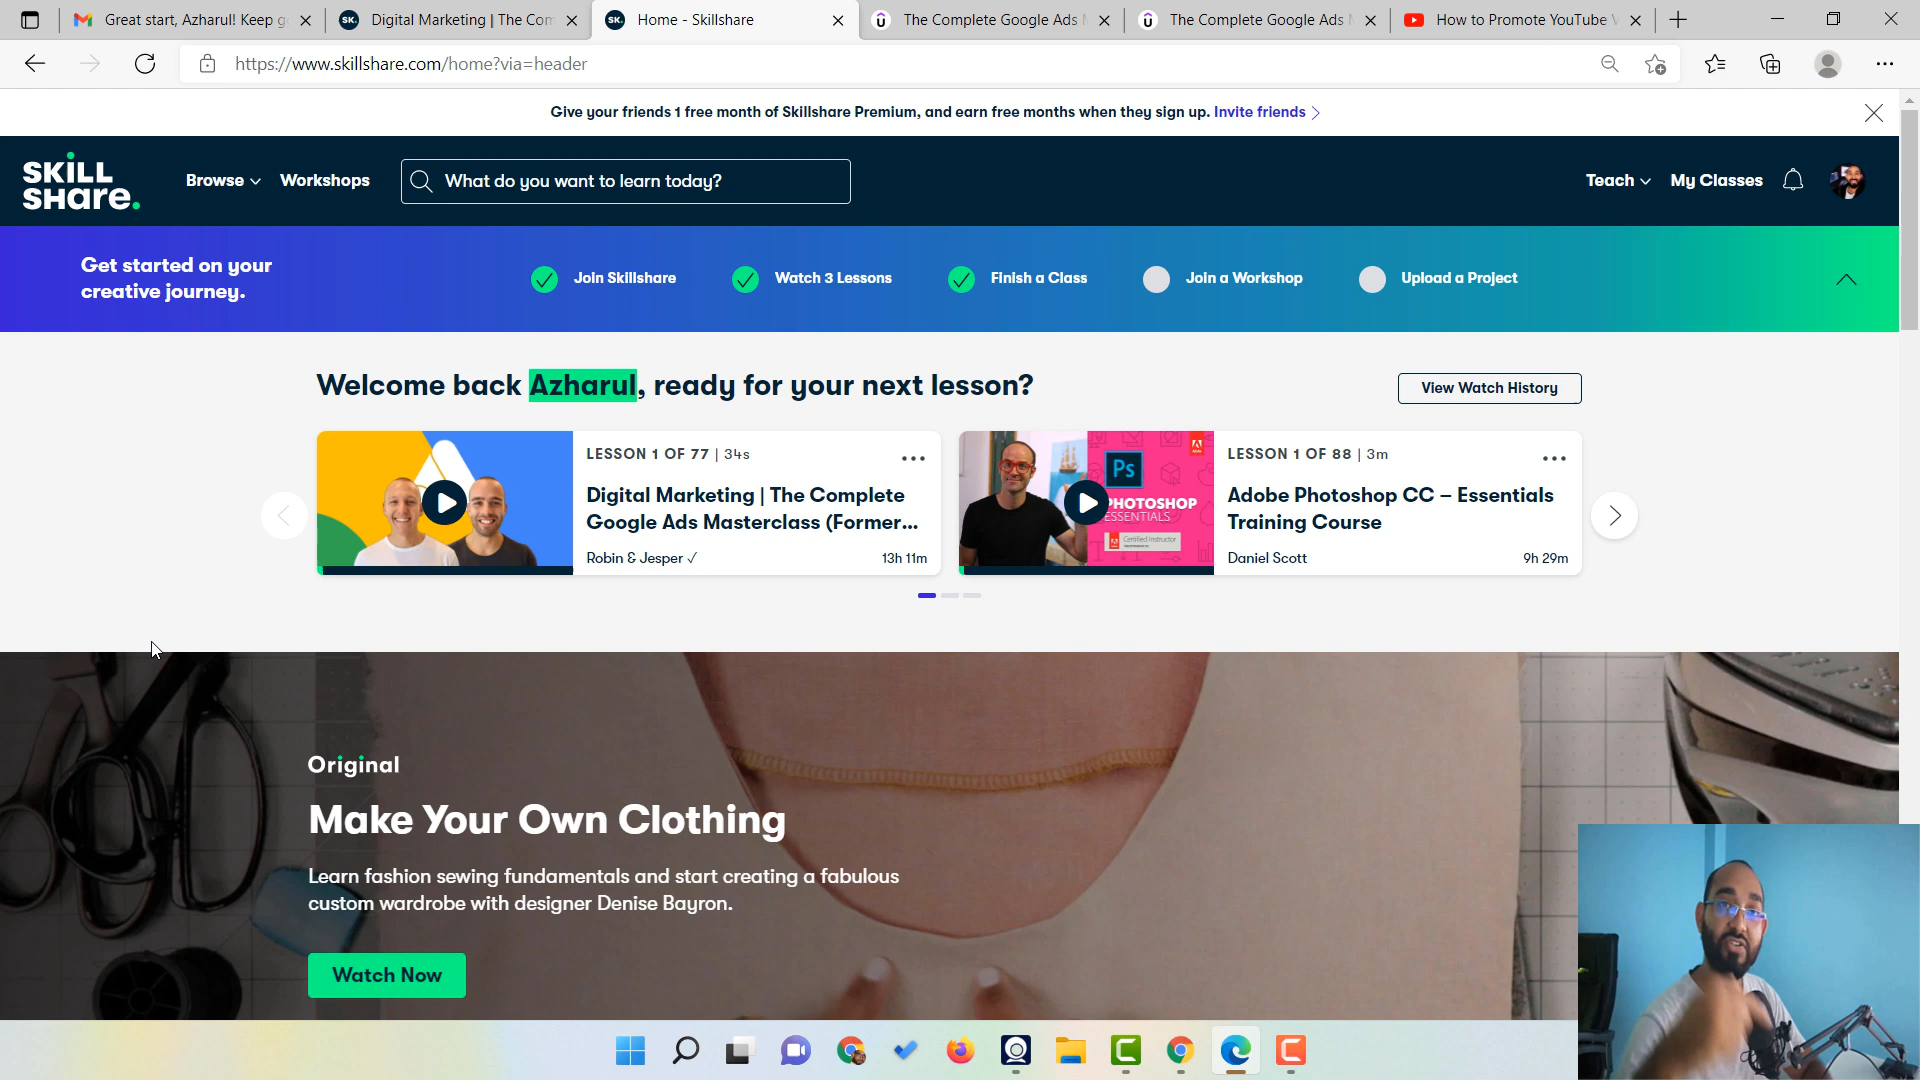 Great start, Azharul! Keep g
Digital Marketing | The Com
Home - Skillshare
The Complete Google Ads M
The Complete Google Ads M
How to Promote YouTube V
https://www.skillshare.com/home?via=header
Give your friends 1 free month of Skillshare Premium, and earn free months when they sign up. Invite friends >
SKiLL
SHare.
Browse
Workshops
What do you want to learn today?
Teach
My Classes
Get started on your
creative journey.
Join Skillshare
Watch 3 Lessons
Finish a Class
Join a Workshop
Upload a Project
Welcome back Azharul, ready for your next lesson?
View Watch History
LESSON 1 OF 77 | 34s
Digital Marketing | The Complete
Google Ads Masterclass (Former...
Robin & Jesper ✓
13h 11m
Ps
PHOTOSHOP
ESSENTIALS
Certified Instructor
LESSON 1 OF 88 | 3m
Adobe Photoshop CC – Essentials
Training Course
Daniel Scott
9h 29m
Original
Make Your Own Clothing
Learn fashion sewing fundamentals and start creating a fabulous
custom wardrobe with designer Denise Bayron.
Watch Now